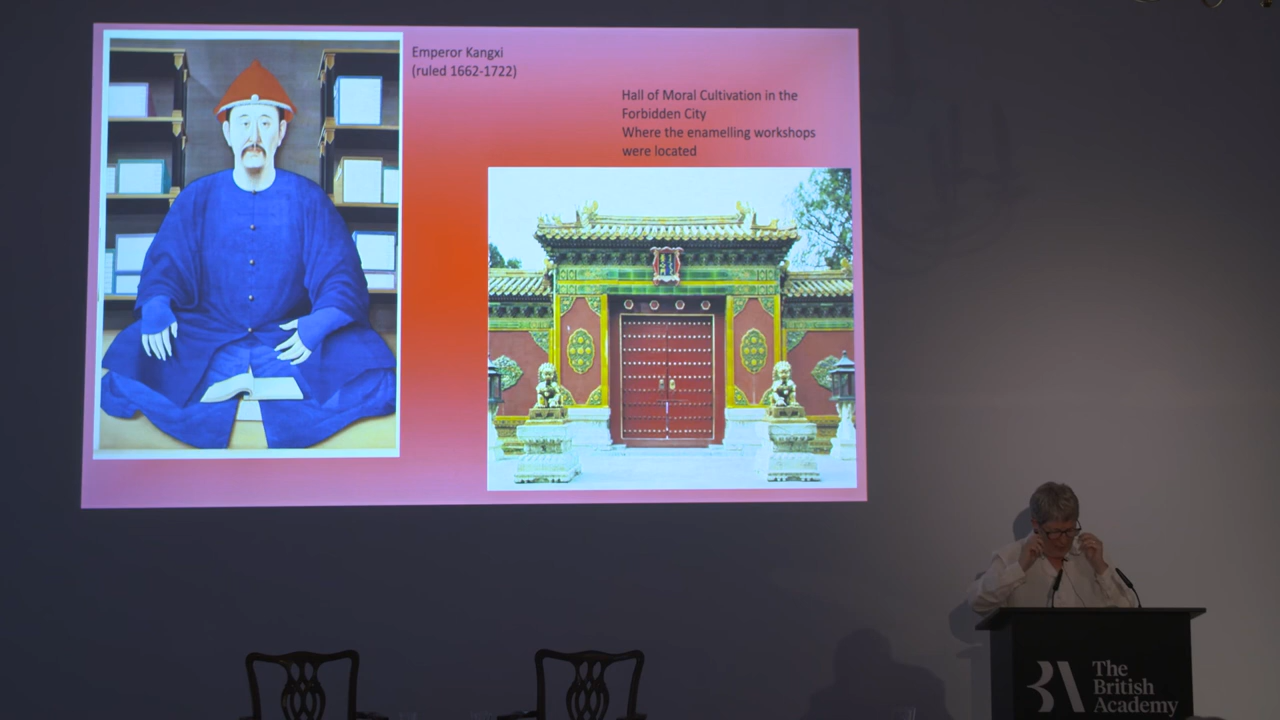 Emperor Kangxi
(ruled 1662-1722)
Hall of Moral Cultivation in the
Forbidden City
Where the enamelling workshops
were located
The
British
Academy